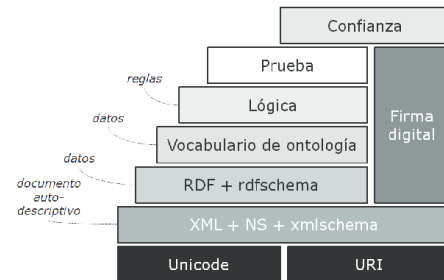 Confianza
Prueba
reglas
Lógica
Firma
digital
datos
Vocabulario de ontología
datos
RDF + rdfschema
documento
auto-
descriptivo
XML + NS + xmlschema
Unicode
URI